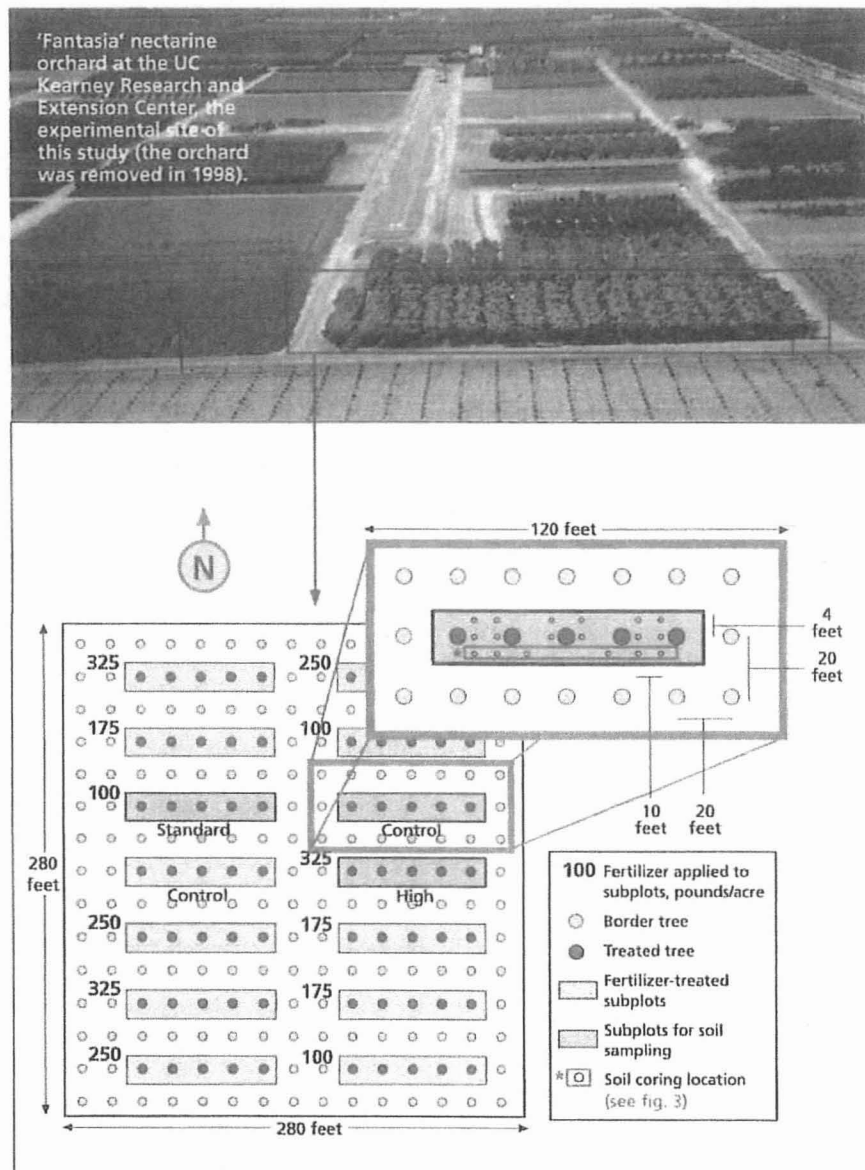 'Fantasia' nectarine
orchard at the UC
Kearney Research and
Extension Center, the
experimental site of
this study (the orchard
was removed in 1998).
120 feet
N
4
feet
20
feet
10
feet
20
feet
280
feet
325
250
175
100
100
Standard
Control
325
Control
High
250
175
325
175
250
100
280 feet
100 Fertilizer applied to
subplots, pounds/acre
Border tree
Treated tree
Fertilizer-treated
subplots
Subplots for soil
sampling
* Soil coring location
(see fig. 3)